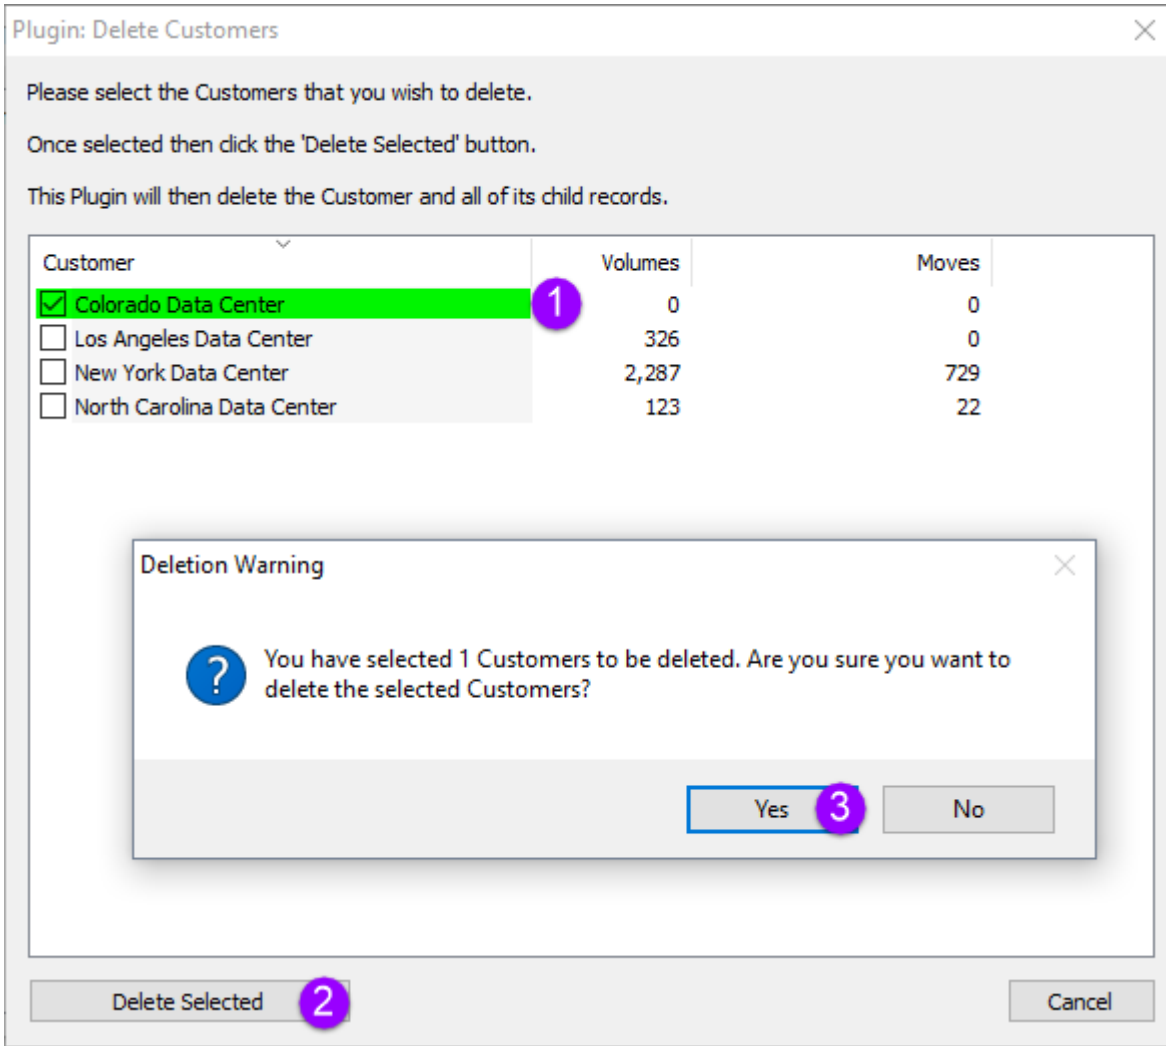 Plugin: Delete Customers
Please select the Customers that you wish to delete.
Once selected then click the 'Delete Selected' button.
This Plugin will then delete the Customer and all of its child records.
Customer Volumes Moves
Colorado Data Center 1 0 0
Los Angeles Data Center 326 0
New York Data Center 2,287 729
North Carolina Data Center 123 22
Deletion Warning
? You have selected 1 Customers to be deleted. Are you sure you want to
delete the selected Customers?
Yes 3 No
Delete Selected 2 Cancel